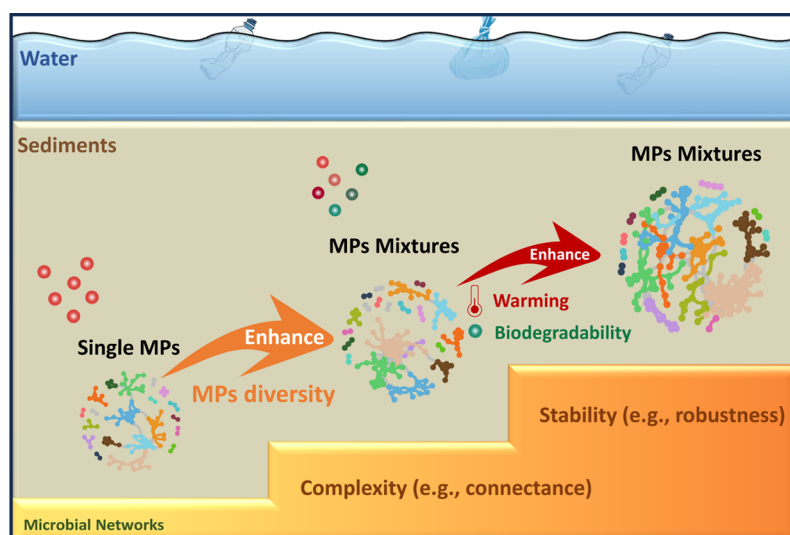 Water
Sediments
MPs Mixtures
MPs Mixtures
Enhance
Warming
Biodegradability
Single MPs
Enhance
MPs diversity
Stability (e.g., robustness)
Complexity (e.g., connectance)
Microbial Networks